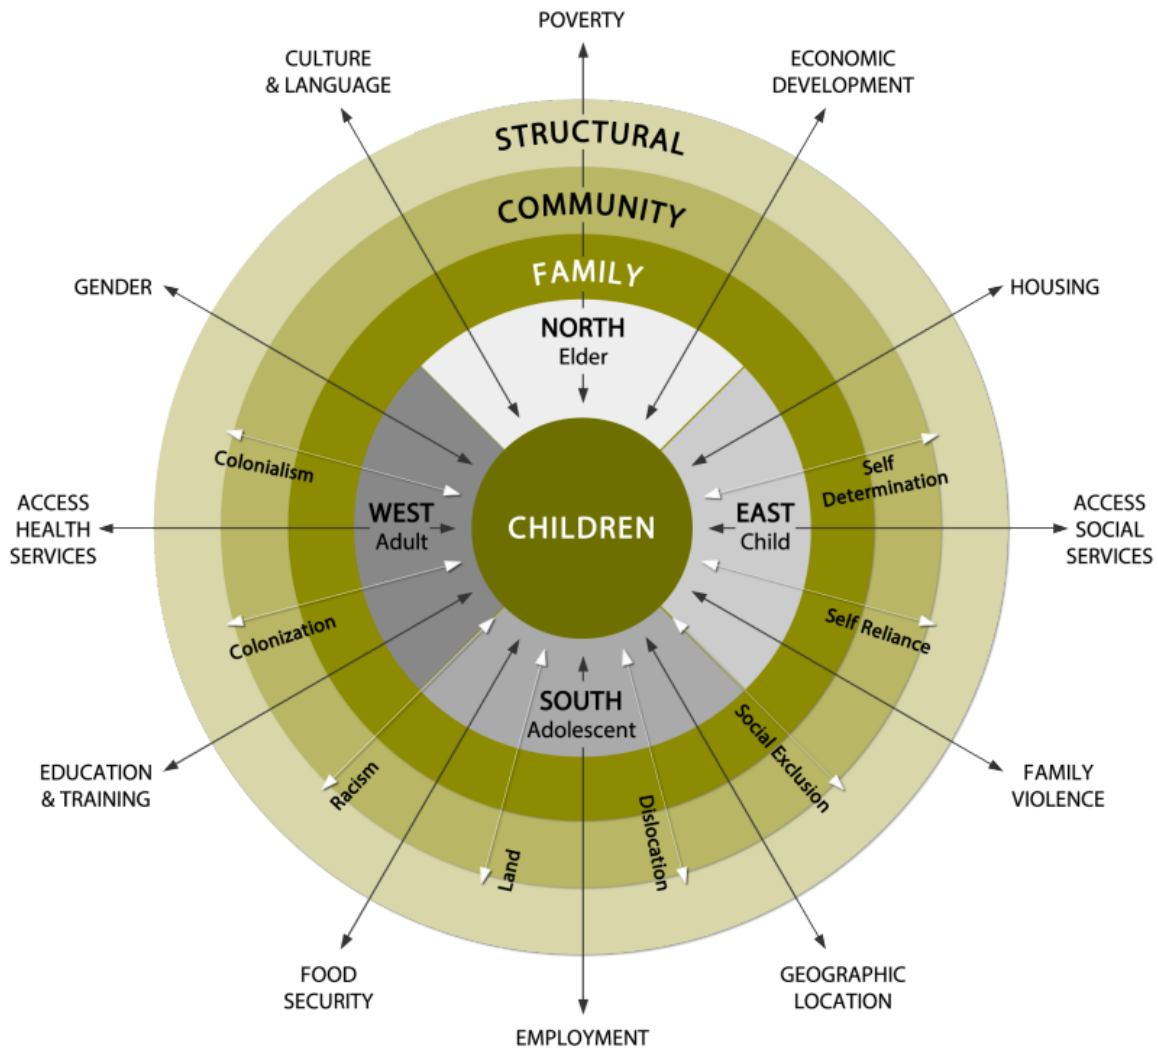 POVERTY
CULTURE
& LANGUAGE
ECONOMIC
DEVELOPMENT
STRUCTURAL
COMMUNITY
FAMILY
GENDER
HOUSING
NORTH
Elder
Colonialism
Self
Determination
ACCESS
HEALTH
SERVICES
WEST
Adult
CHILDREN
EAST
Child
ACCESS
SOCIAL
SERVICES
Colonization
Self Reliance
SOUTH
Adolescent
Racism
Land
Dislocation
Social Exclusion
EDUCATION
& TRAINING
FAMILY
VIOLENCE
FOOD
SECURITY
GEOGRAPHIC
LOCATION
EMPLOYMENT